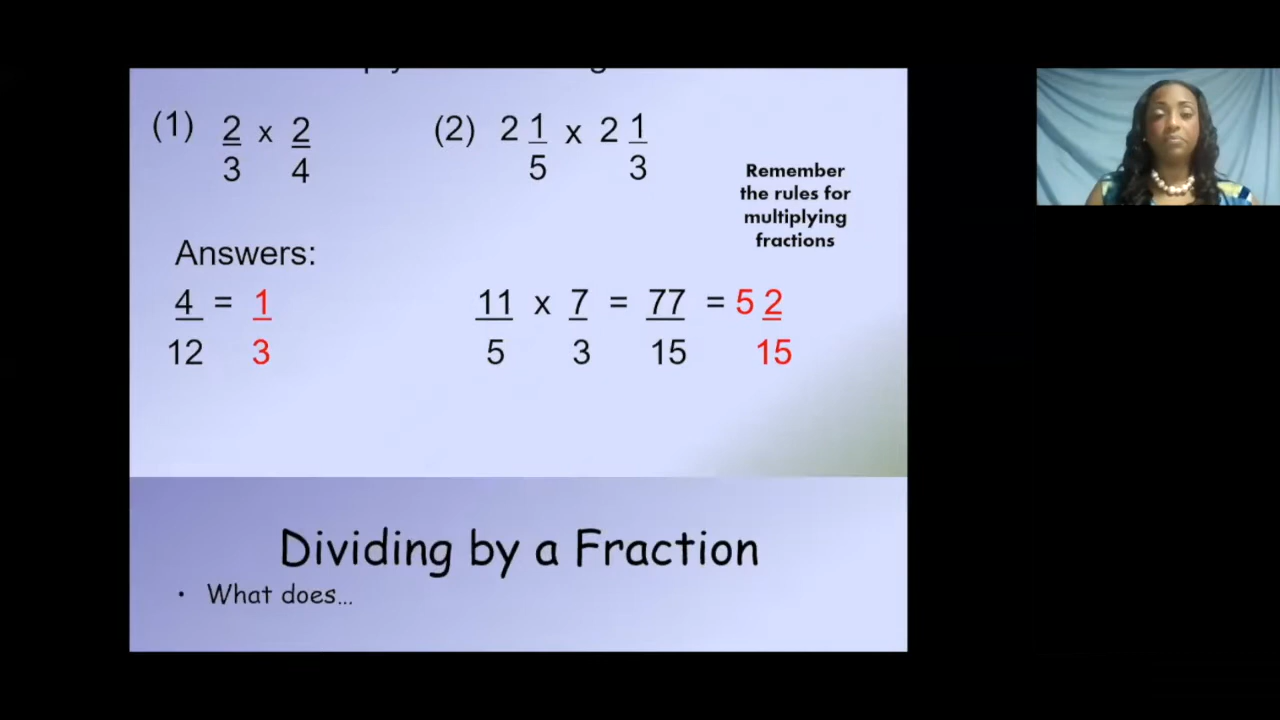 (1) 2/3 x 2/4
(2) 2 1/5 x 2 1/3
Remember
the rules for
multiplying
fractions
Answers:
4/12 = 1/3
11/5 x 7/3 = 77/15 = 5 2/15
Dividing by a Fraction
• What does...